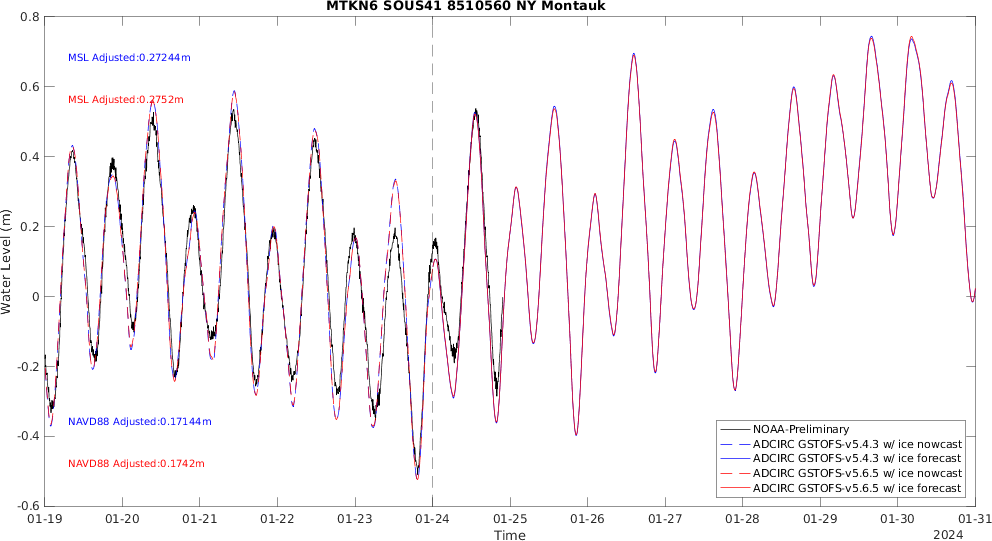 MTKN6 SOUS41 8510560 NY Montauk
0.8
0.6
0.4
0.2
0
-0.2
-0.4
-0.6
Water Level (m)
MSL Adjusted:0.27244m
MSL Adjusted:0.2752m
NAVD88 Adjusted:0.17144m
NAVD88 Adjusted:0.1742m
NOAA-Preliminary
ADCIRC GSTOFS-v5.4.3 w/ ice nowcast
ADCIRC GSTOFS-v5.4.3 w/ ice forecast
ADCIRC GSTOFS-v5.6.5 w/ ice nowcast
ADCIRC GSTOFS-v5.6.5 w/ ice forecast
01-19 01-20 01-21 01-22 01-23 01-24 01-25 01-26 01-27 01-28 01-29 01-30 01-31
Time
2024